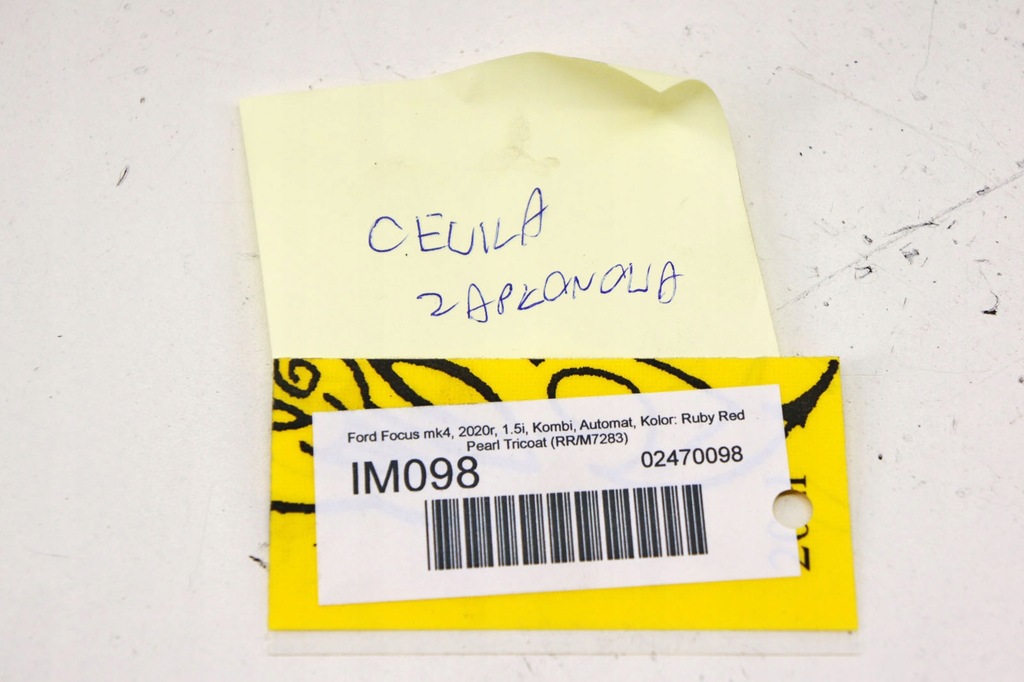 CEWKA
ZAPŁONOWA
Ford Focus mk4, 2020r, 1.5i, Kombi, Automat, Kolor: Ruby Red
Pearl Tricoat (RR/M7283)
IM098
02470098